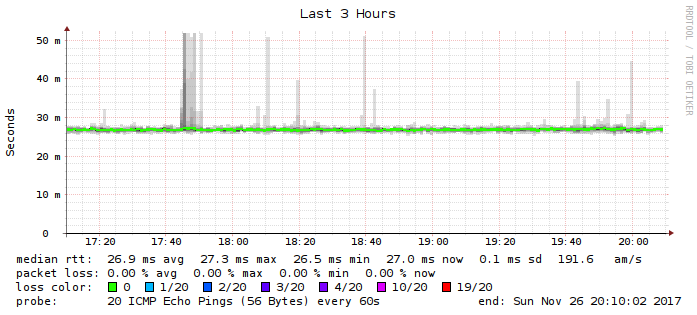 Last 3 Hours
RRDTOOL / TOBI OETIKER
Seconds
50 m
40 m
30 m
20 m
10 m
0
17:20 17:40 18:00 18:20 18:40 19:00 19:20 19:40 20:00
median rtt: 26.9 ms avg 27.3 ms max 26.5 ms min 27.0 ms now 0.1 ms sd 191.6 am/s
packet loss: 0.00 % avg 0.00 % max 0.00 % min 0.00 % now
loss color: 0 1/20 2/20 3/20 4/20 10/20 19/20
probe: 20 ICMP Echo Pings (56 Bytes) every 60s end: Sun Nov 26 20:10:02 2017